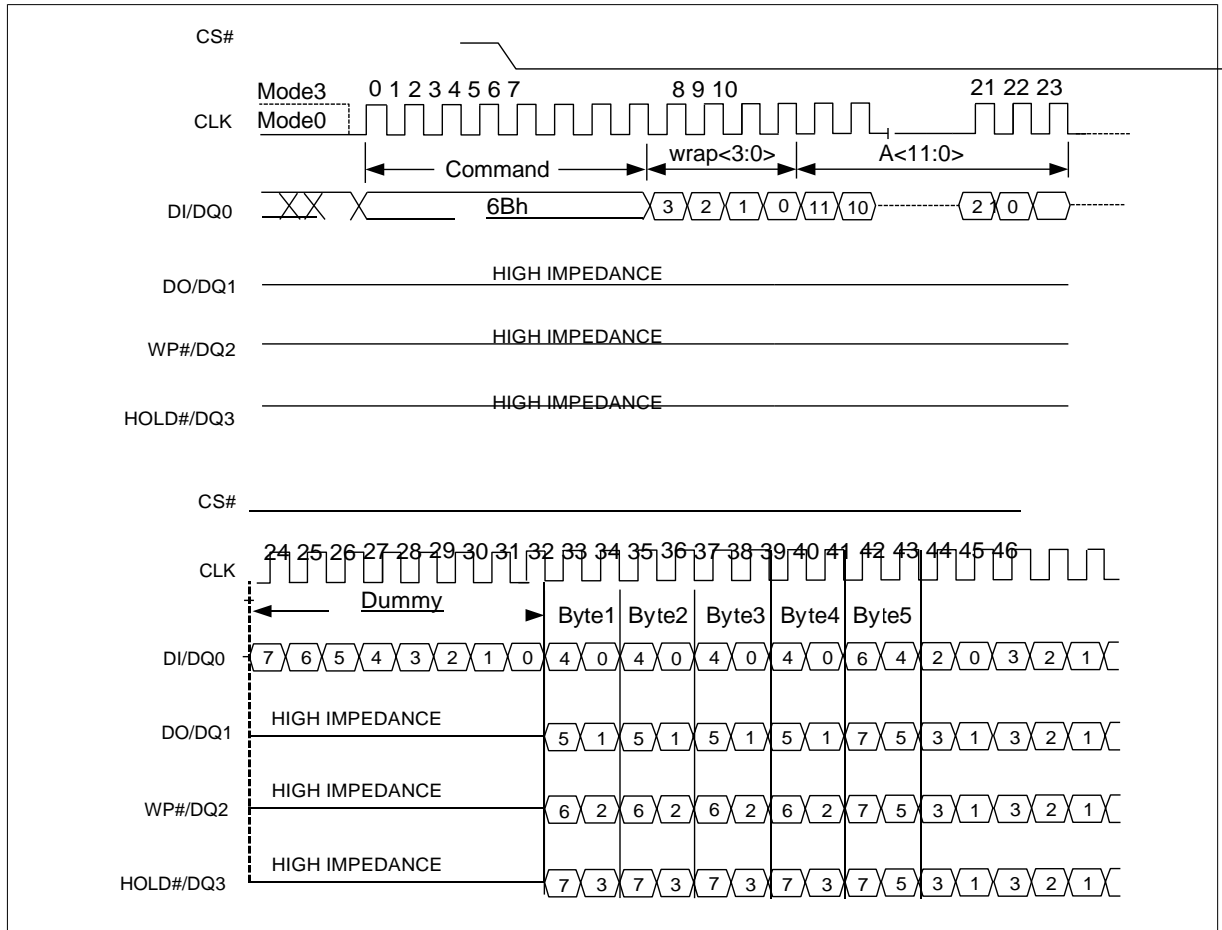 CS#
Mode3
0 1 2 3 4 5 6 7
8 9 10
21 22 23
CLK
Mode0
Command
wrap<3:0>
A<11:0>
DI/DQ0
6Bh
3 2 1 0 11 10
2 1 0
DO/DQ1
HIGH IMPEDANCE
WP#/DQ2
HIGH IMPEDANCE
HOLD#/DQ3
HIGH IMPEDANCE
CS#
24 25 26 27 28 29 30 31 32 33 34 35 36 37 38 39 40 41 42 43 44 45 46
CLK
Dummy
Byte1 Byte2 Byte3 Byte4 Byte5
DI/DQ0
7 6 5 4 3 2 1 0 4 0 4 0 4 0 4 0 6 4 2 0 3 2 1
HIGH IMPEDANCE
DO/DQ1
5 1 5 1 5 1 5 1 7 5 3 1 3 2 1
HIGH IMPEDANCE
WP#/DQ2
6 2 6 2 6 2 6 2 7 5 3 1 3 2 1
HIGH IMPEDANCE
HOLD#/DQ3
7 3 7 3 7 3 7 3 7 5 3 1 3 2 1